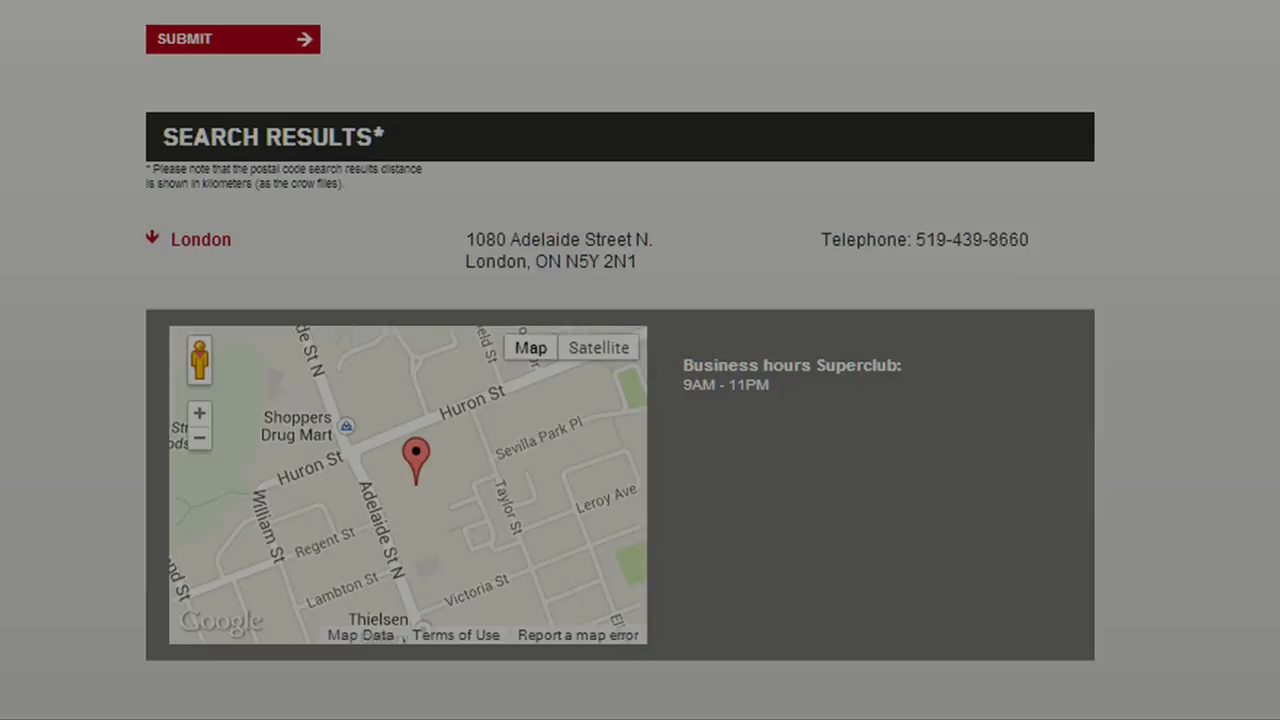 SUBMIT
SEARCH RESULTS*
* Please note that the postal code search results distance
is shown in kilometers (as the crow flies).
London
1080 Adelaide Street N.
London, ON N5Y 2N1
Telephone: 519-439-8660
Business hours Superclub:
9AM - 11PM
Map
Satellite
de St N
Huron St
Shoppers
Drug Mart
Sevilla Park Pl
Huron St
Adelaide St N
Taylor St
Leroy Ave
William St
Regent St
Lambton St
Victoria St
Thielsen
Google
Map Data
Terms of Use
Report a map error